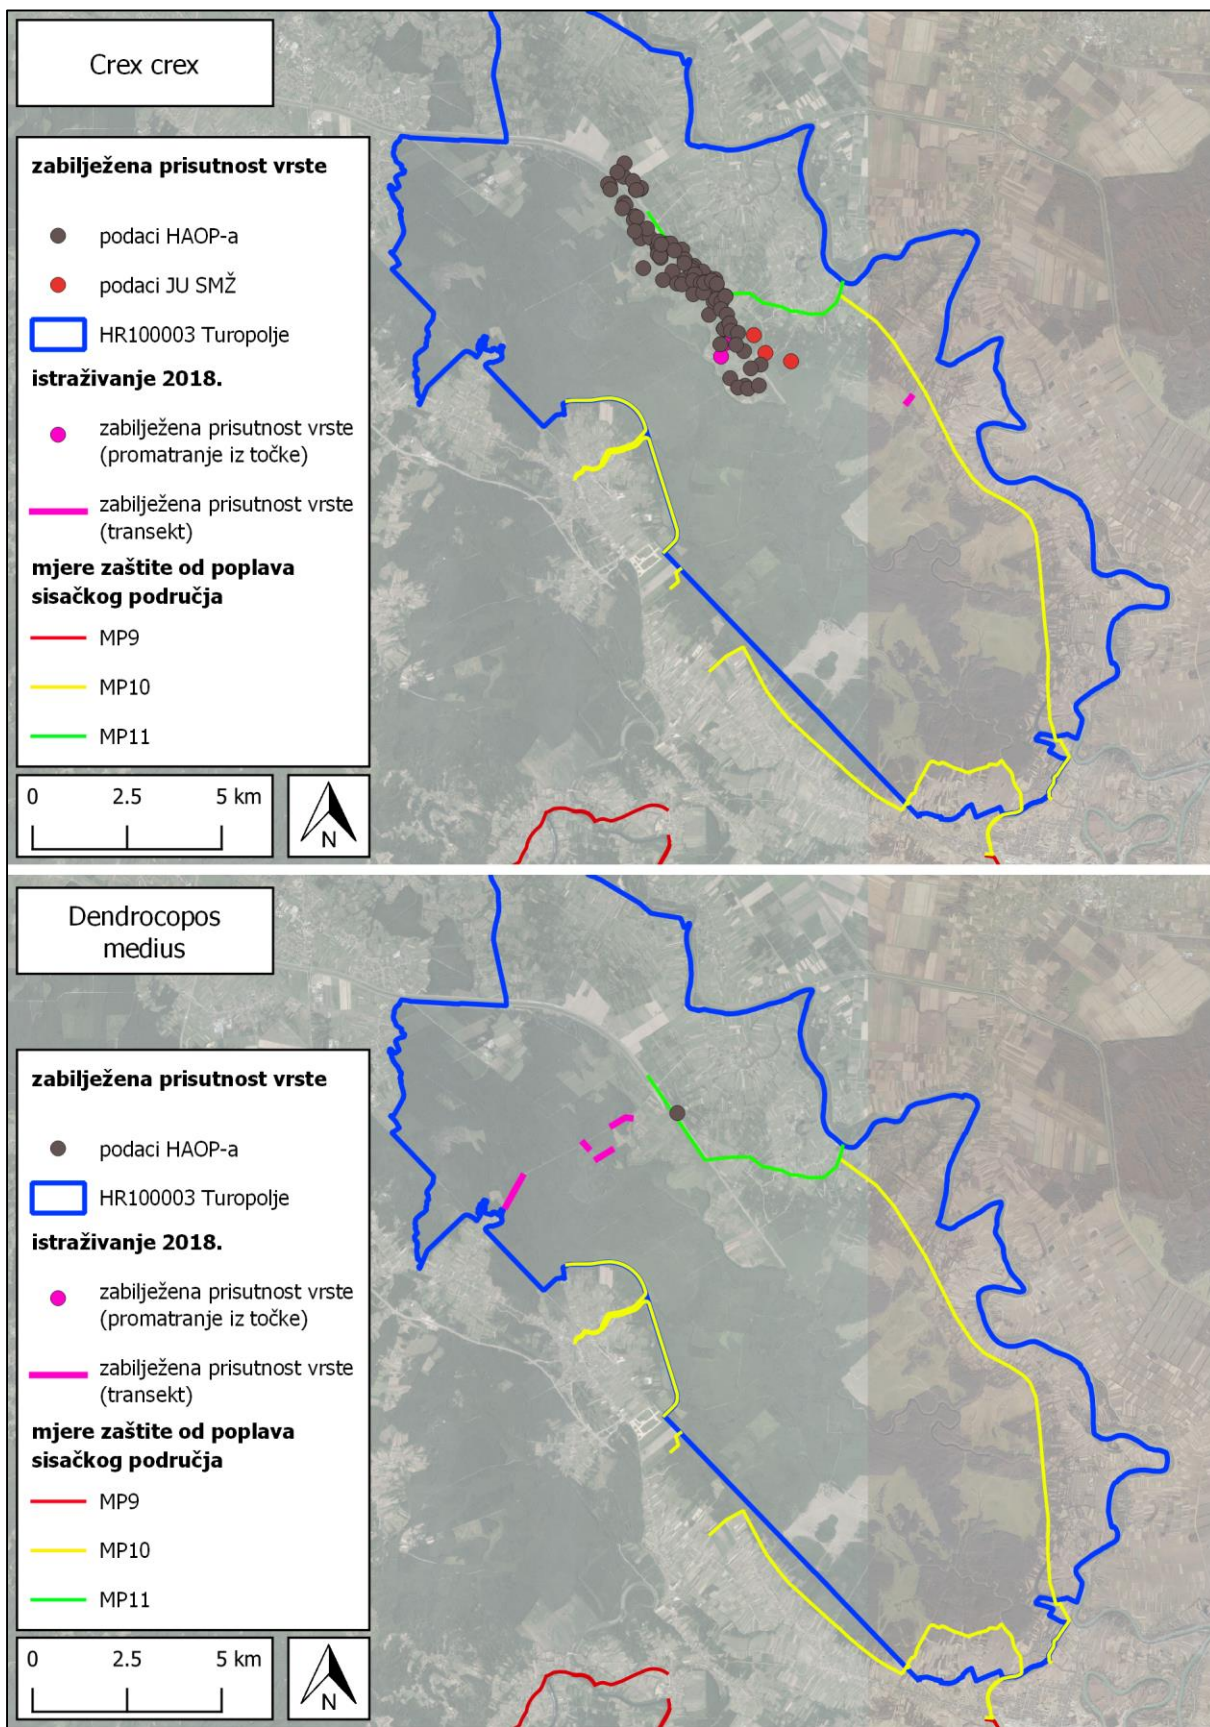 Crex crex
zabilježena prisutnost vrste
podaci HAOP-a
podaci JU SMŽ
HR100003 Turopolje
istraživanje 2018.
zabilježena prisutnost vrste
(promatranje iz točke)
zabilježena prisutnost vrste
(transekt)
mjere zaštite od poplava
sisačkog područja
MP9
MP10
MP11
0 2.5 5 km
N
Dendrocopos
medius
zabilježena prisutnost vrste
podaci HAOP-a
HR100003 Turopolje
istraživanje 2018.
zabilježena prisutnost vrste
(promatranje iz točke)
zabilježena prisutnost vrste
(transekt)
mjere zaštite od poplava
sisačkog područja
MP9
MP10
MP11
0 2.5 5 km
N